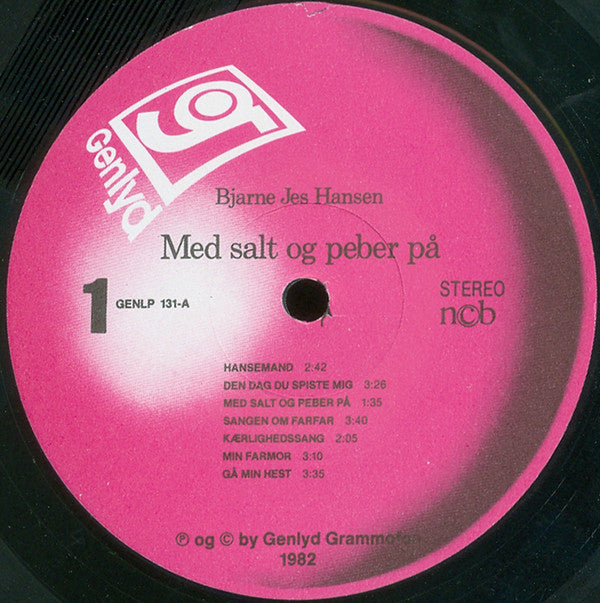 Genlyd
Bjarne Jes Hansen
Med salt og peber på
1
GENLP 131-A
STEREO
ncb
HANSEMAND 2:42
DEN DAG DU SPISTE MIG 3:26
MED SALT OG PEBER PÅ 1:35
SANGEN OM FARFAR 3:40
KÆRLIGHEDSSANG 2:05
MIN FARMOR 3:10
GÅ MIN HEST 3:35
℗ og © by Genlyd Grammofon
1982